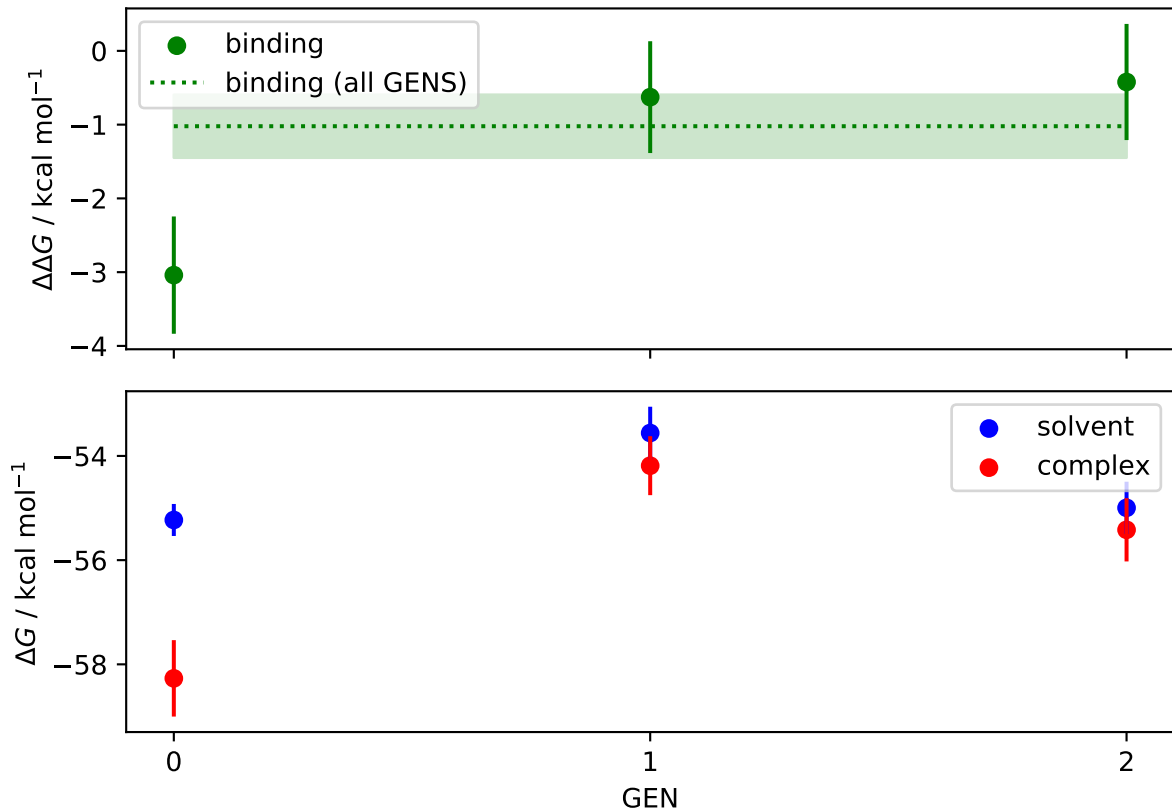 binding
binding (all GENS)
0
−1
−2
−3
−4
ΔΔG / kcal mol⁻¹
solvent
complex
−54
−56
−58
ΔG / kcal mol⁻¹
0 1 2
GEN